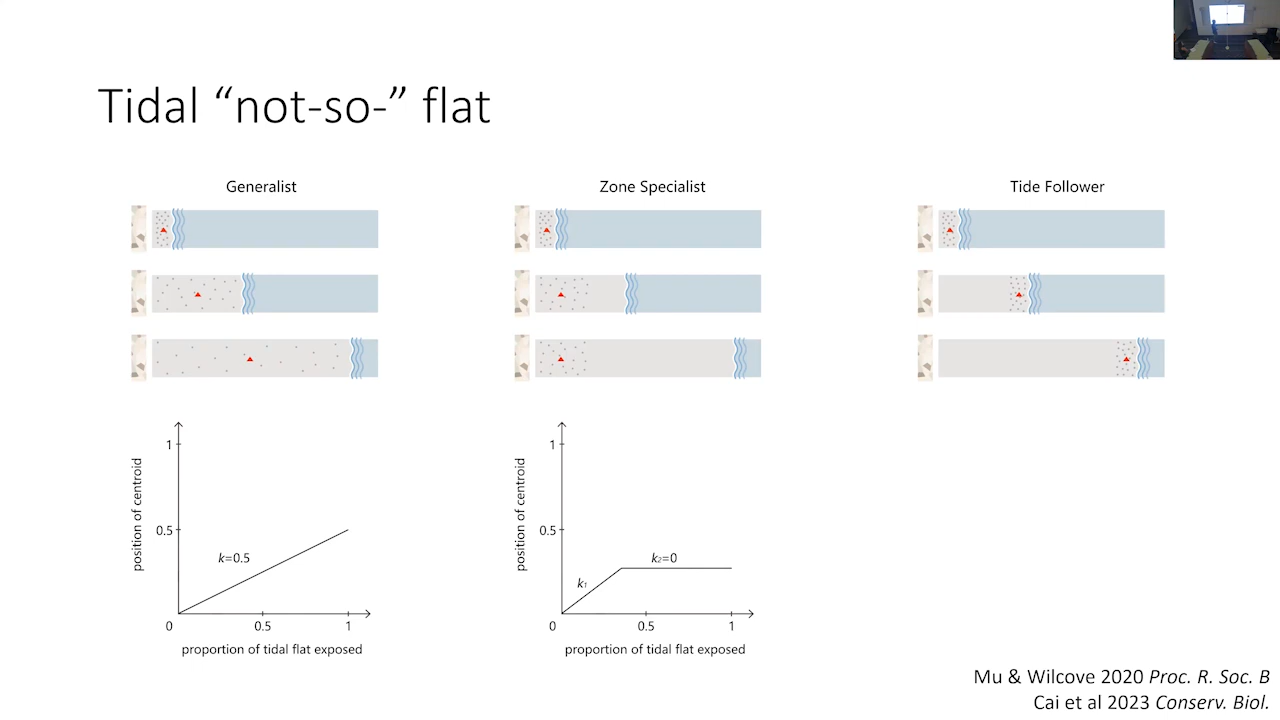 Tidal “not-so-” flat
Generalist
Zone Specialist
Tide Follower
position of centroid
1
0.5
k=0.5
0
0.5
1
proportion of tidal flat exposed
position of centroid
1
0.5
k₁
k₂=0
0
0.5
1
proportion of tidal flat exposed
Mu & Wilcove 2020 Proc. R. Soc. B
Cai et al 2023 Conserv. Biol.